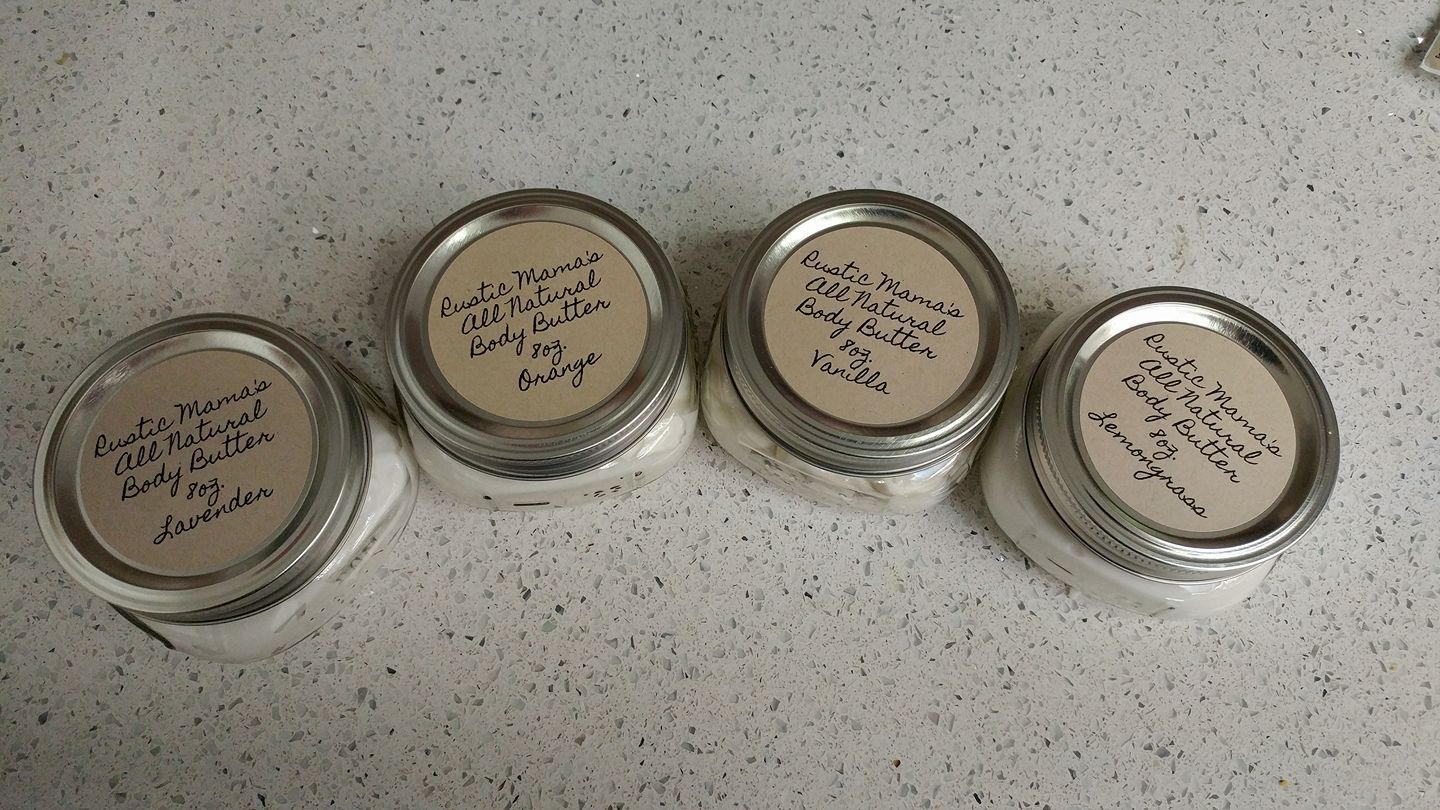 Rustic Mama's
All Natural
Body Butter
8oz.
Lavender
Rustic Mama's
All Natural
Body Butter
8oz.
Orange
Rustic Mama's
All Natural
Body Butter
8oz.
Vanilla
Rustic Mama's
All Natural
Body Butter
8oz.
Lemongrass